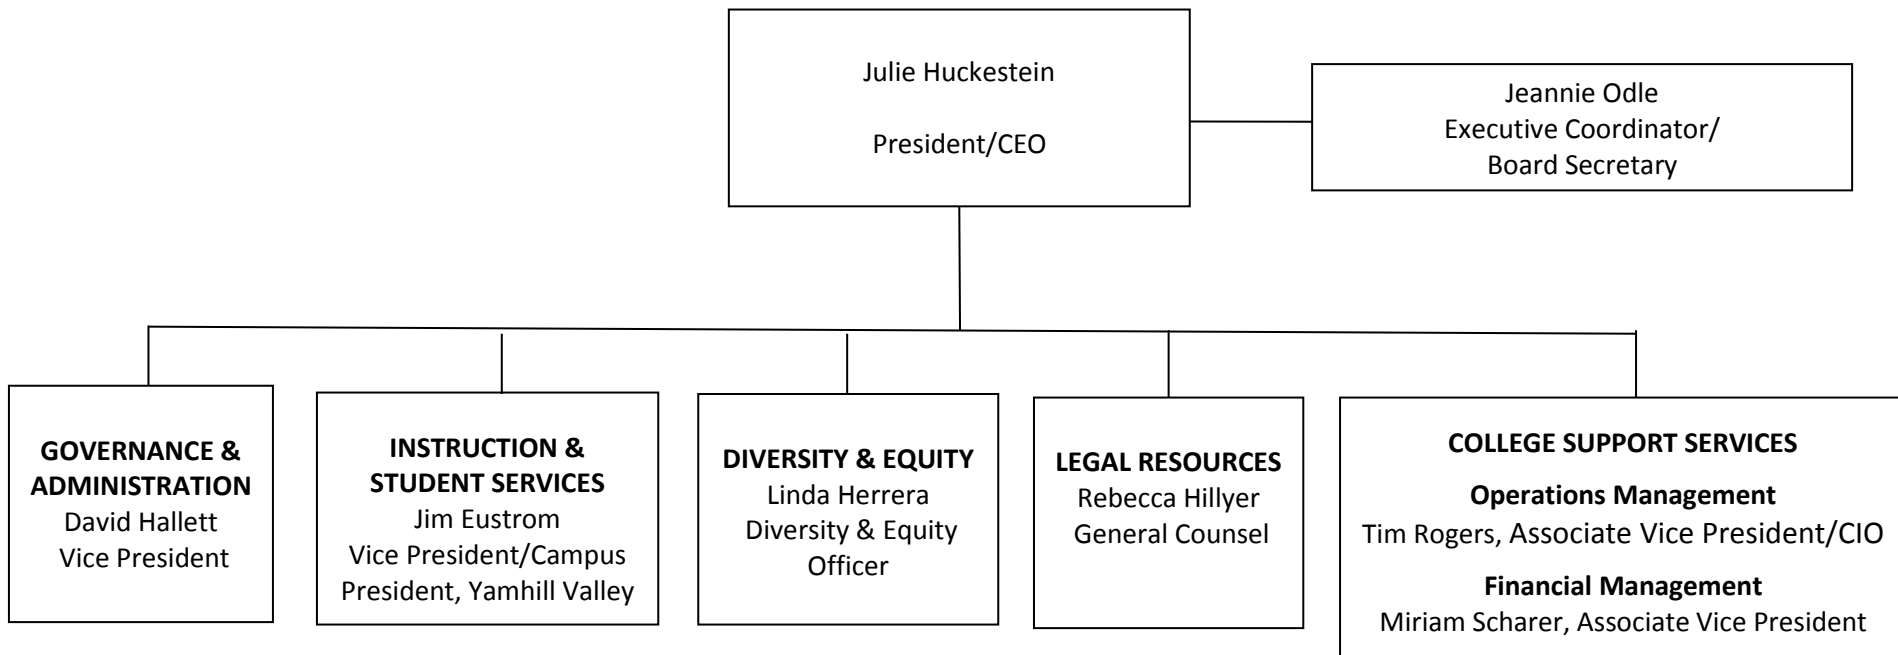 Julie Huckestein
President/CEO
Jeannie Odle
Executive Coordinator/
Board Secretary
GOVERNANCE &
ADMINISTRATION
David Hallett
Vice President
INSTRUCTION &
STUDENT SERVICES
Jim Eustrom
Vice President/Campus
President, Yamhill Valley
DIVERSITY & EQUITY
Linda Herrera
Diversity & Equity
Officer
LEGAL RESOURCES
Rebecca Hillyer
General Counsel
COLLEGE SUPPORT SERVICES
Operations Management
Tim Rogers, Associate Vice President/CIO
Financial Management
Miriam Scharer, Associate Vice President